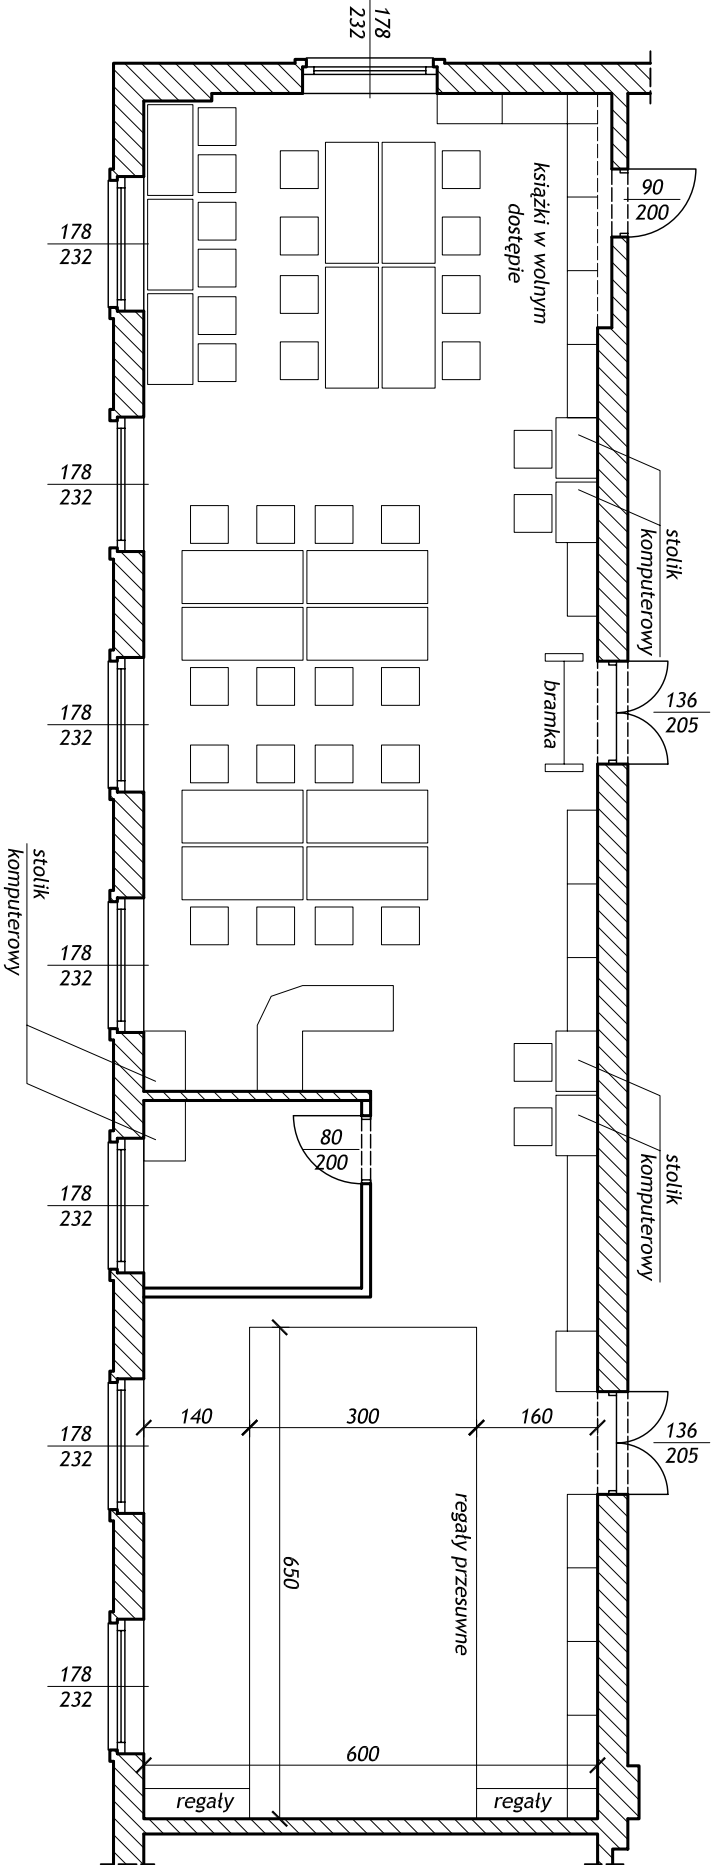 178
232
90
200
książki w wolnym
dostępie
178
232
178
232
stolik
komputerowy
bramka
136
205
178
232
stolik
komputerowy
178
232
80
200
stolik
komputerowy
178
232
140
300
160
136
205
178
232
650
regały przesuwne
178
232
600
regały
regały